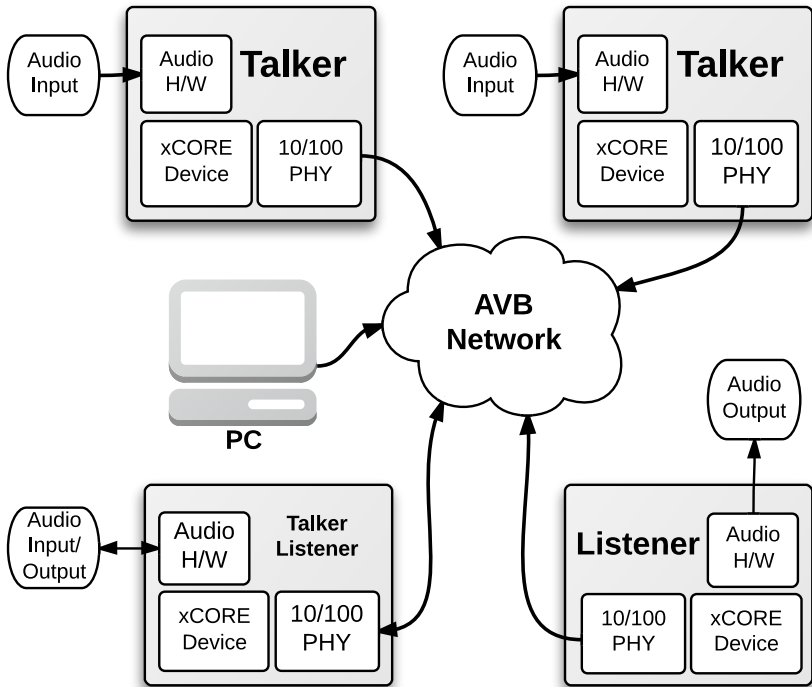 Audio
Input
Audio
H/W
Talker
xCORE
Device
10/100
PHY
Audio
Input
Audio
H/W
Talker
xCORE
Device
10/100
PHY
AVB
Network
PC
Audio
Output
Audio
Input/
Output
Audio
H/W
Talker
Listener
xCORE
Device
10/100
PHY
Listener
Audio
H/W
10/100
PHY
xCORE
Device